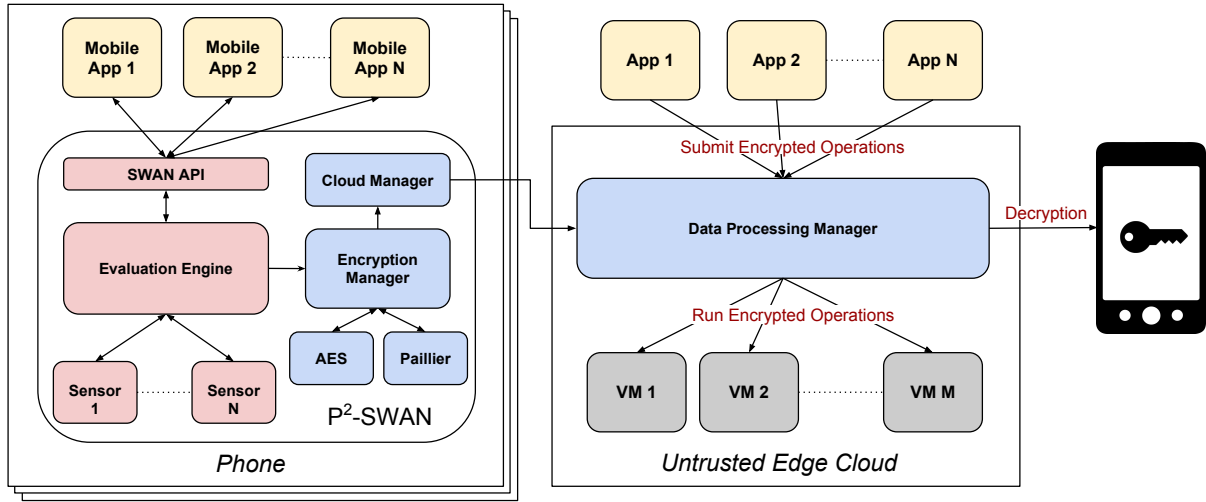 Mobile
App 1
Mobile
App 2
Mobile
App N
SWAN API
Cloud Manager
Evaluation Engine
Encryption
Manager
AES
Paillier
Sensor
1
Sensor
N
P²-SWAN
Phone
App 1
App 2
App N
Submit Encrypted Operations
Data Processing Manager
Decryption
Run Encrypted Operations
VM 1
VM 2
VM M
Untrusted Edge Cloud